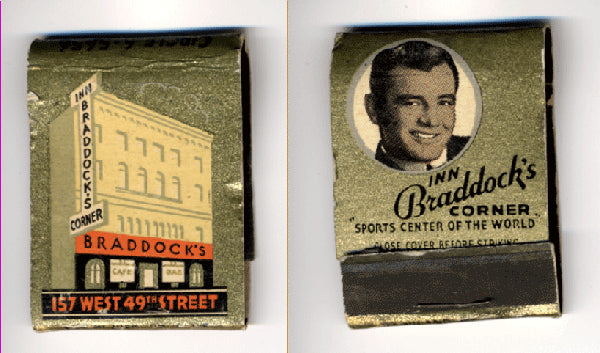 CIRCLE
INN
BRADDOCK'S
CORNER
BRADDOCK'S
CAFE
BAR
157 WEST 49TH STREET
INN
Braddock's
CORNER
"SPORTS CENTER OF THE WORLD"
CLOSE COVER BEFORE STRIKING